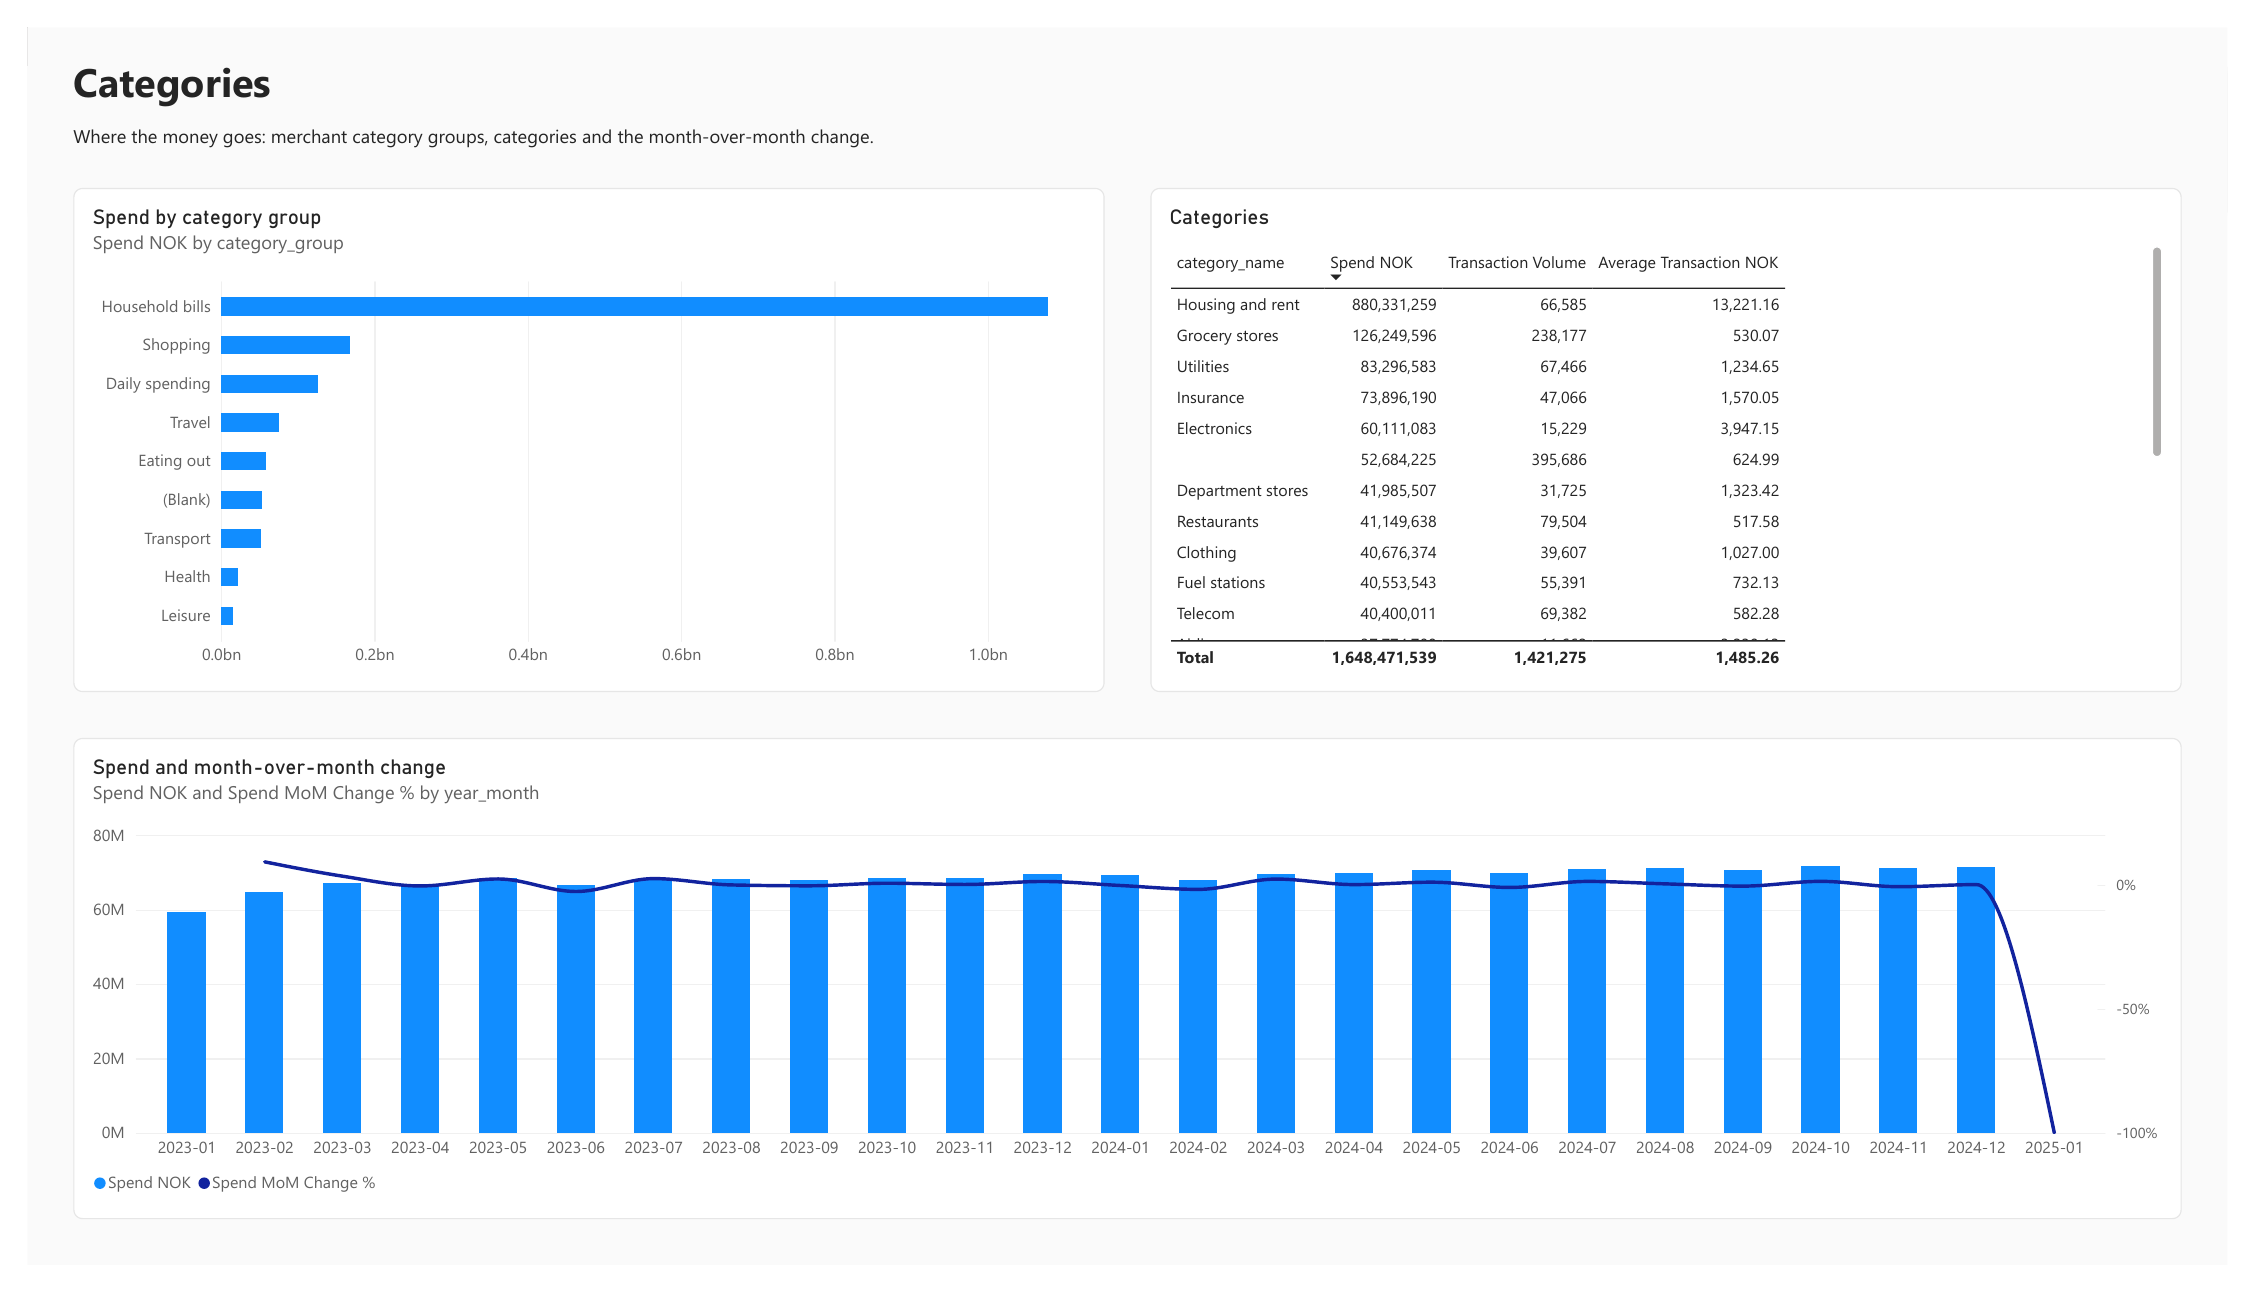 Categories
Where the money goes: merchant category groups, categories and the month-over-month change.
Spend by category group
Spend NOK by category_group
Household bills
Shopping
Daily spending
Travel
Eating out
(Blank)
Transport
Health
Leisure
0.0bn 0.2bn 0.4bn 0.6bn 0.8bn 1.0bn
Categories
category_name Spend NOK Transaction Volume Average Transaction NOK
Housing and rent 880,331,259 66,585 13,221.16
Grocery stores 126,249,596 238,177 530.07
Utilities 83,296,583 67,466 1,234.65
Insurance 73,896,190 47,066 1,570.05
Electronics 60,111,083 15,229 3,947.15
52,684,225 395,686 624.99
Department stores 41,985,507 31,725 1,323.42
Restaurants 41,149,638 79,504 517.58
Clothing 40,676,374 39,607 1,027.00
Fuel stations 40,553,543 55,391 732.13
Telecom 40,400,011 69,382 582.28
Total 1,648,471,539 1,421,275 1,485.26
Spend and month-over-month change
Spend NOK and Spend MoM Change % by year_month
80M
60M
40M
20M
0M
0%
-50%
-100%
2023-01 2023-02 2023-03 2023-04 2023-05 2023-06 2023-07 2023-08 2023-09 2023-10 2023-11 2023-12 2024-01 2024-02 2024-03 2024-04 2024-05 2024-06 2024-07 2024-08 2024-09 2024-10 2024-11 2024-12 2025-01
Spend NOK Spend MoM Change %